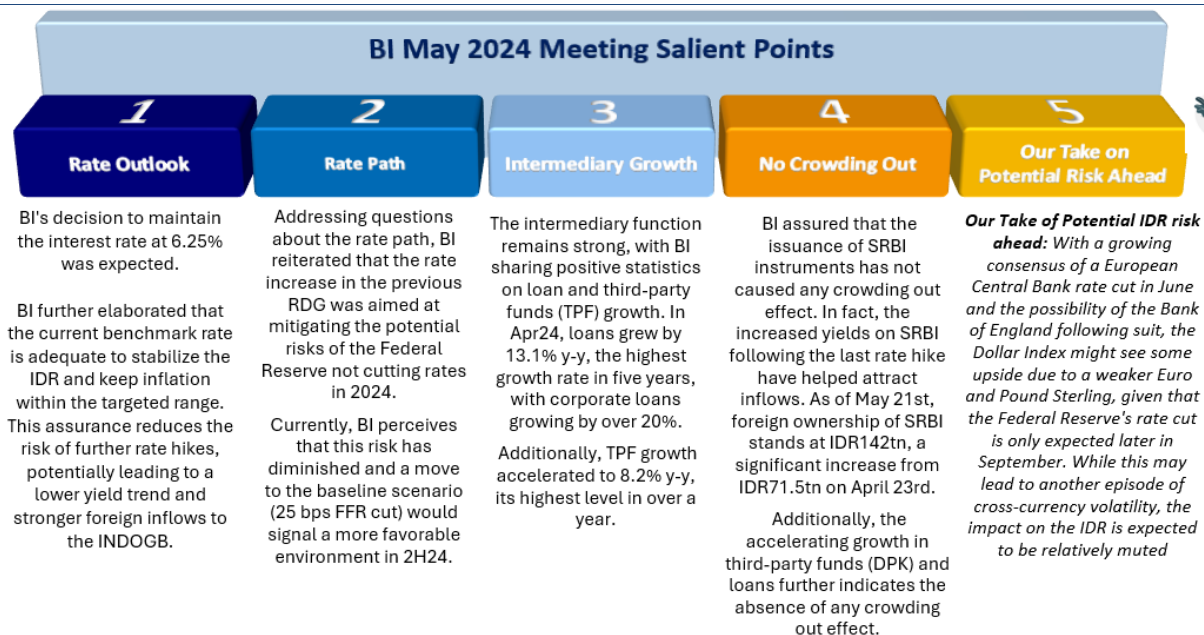 BI May 2024 Meeting Salient Points
1
Rate Outlook
BI's decision to maintain
the interest rate at 6.25%
was expected.
BI further elaborated that
the current benchmark rate
is adequate to stabilize the
IDR and keep inflation
within the targeted range.
This assurance reduces the
risk of further rate hikes,
potentially leading to a
lower yield trend and
stronger foreign inflows to
the INDOGB.
2
Rate Path
Addressing questions
about the rate path, BI
reiterated that the rate
increase in the previous
RDG was aimed at
mitigating the potential
risks of the Federal
Reserve not cutting rates
in 2024.
Currently, BI perceives
that this risk has
diminished and a move
to the baseline scenario
(25 bps FFR cut) would
signal a more favorable
environment in 2H24.
3
Intermediary Growth
The intermediary function
remains strong, with BI
sharing positive statistics
on loan and third-party
funds (TPF) growth. In
Apr24, loans grew by
13.1% y-y, the highest
growth rate in five years,
with corporate loans
growing by over 20%.
Additionally, TPF growth
accelerated to 8.2% y-y,
its highest level in over a
year.
4
No Crowding Out
BI assured that the
issuance of SRBI
instruments has not
caused any crowding out
effect. In fact, the
increased yields on SRBI
following the last rate hike
have helped attract
inflows. As of May 21st,
foreign ownership of SRBI
stands at IDR142tn, a
significant increase from
IDR71.5tn on April 23rd.
Additionally, the
accelerating growth in
third-party funds (DPK) and
loans further indicates the
absence of any crowding
out effect.
5
Our Take on
Potential Risk Ahead
Our Take of Potential IDR risk
ahead: With a growing
consensus of a European
Central Bank rate cut in June
and the possibility of the Bank
of England following suit, the
Dollar Index might see some
upside due to a weaker Euro
and Pound Sterling, given that
the Federal Reserve's rate cut
is only expected later in
September. While this may
lead to another episode of
cross-currency volatility, the
impact on the IDR is expected
to be relatively muted